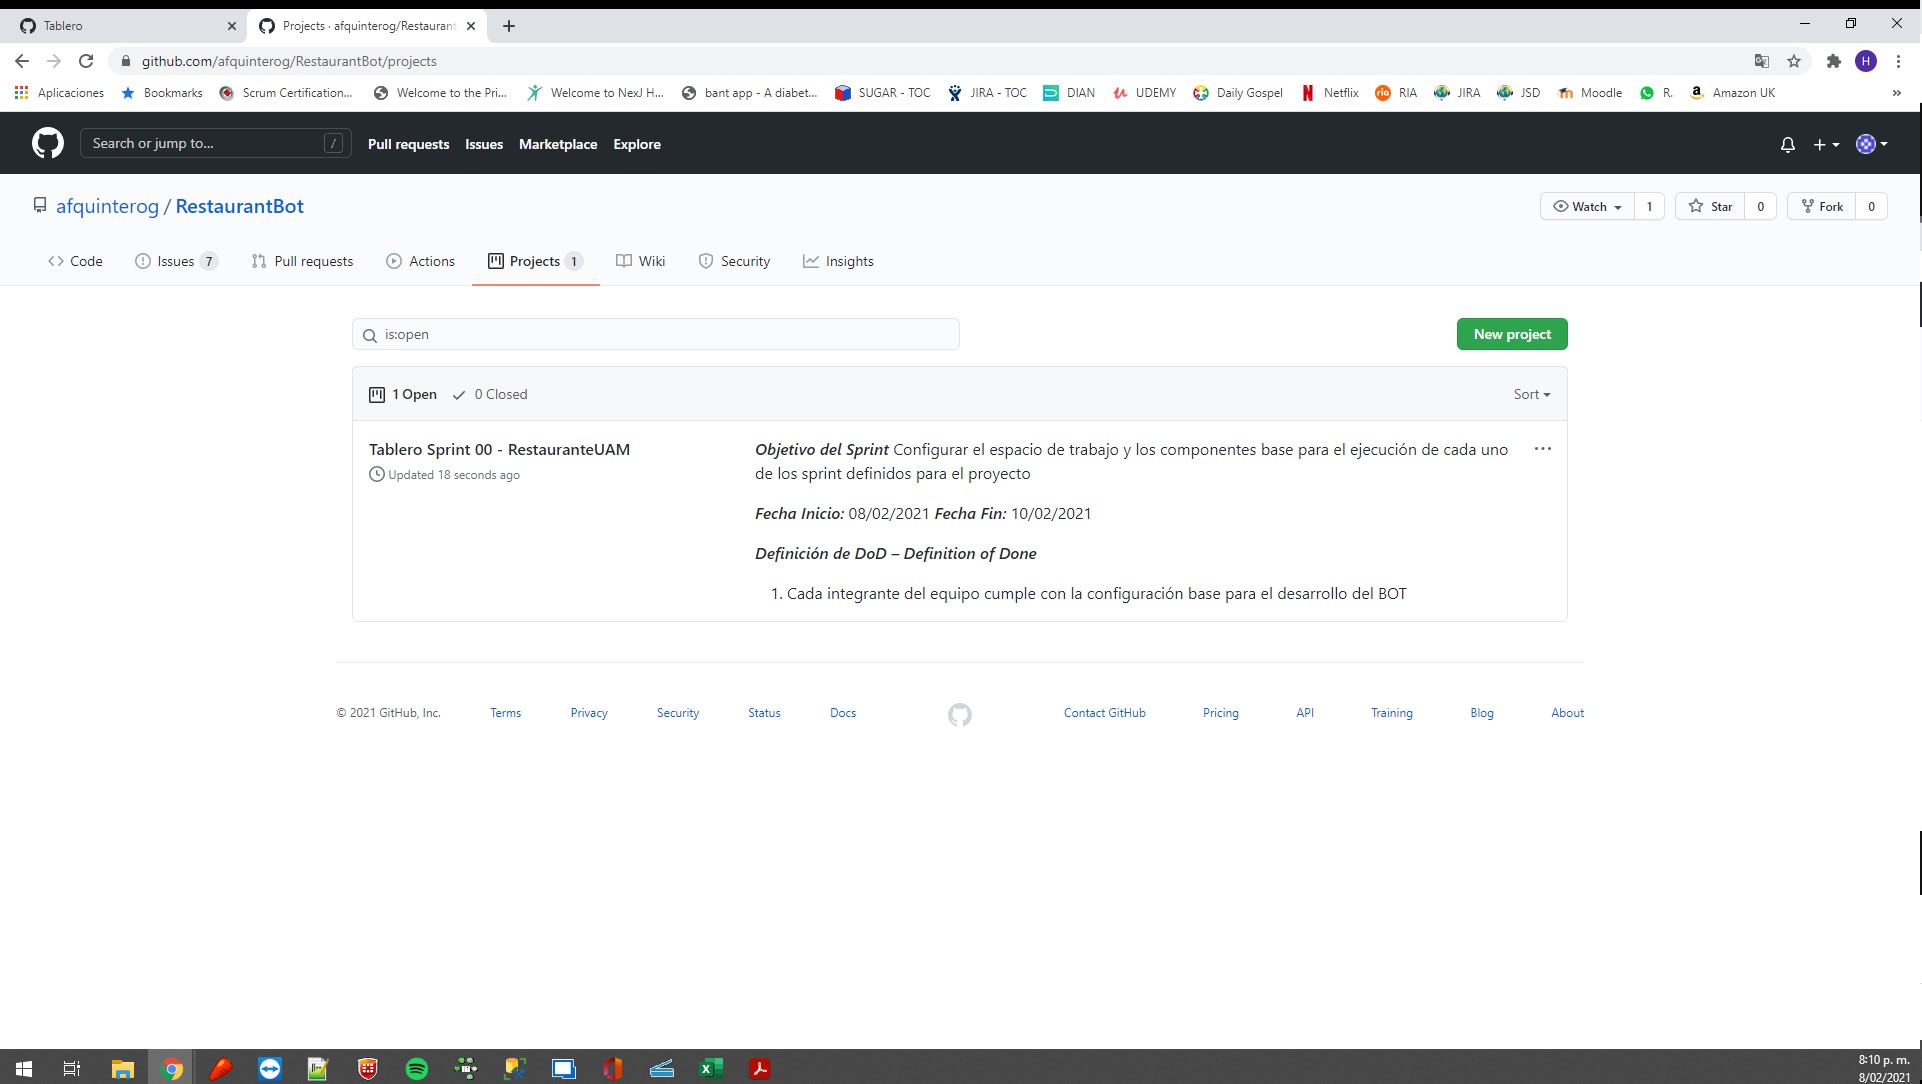 Tablero
Projects · afquinterog/Restaurant
github.com/afquinterog/RestaurantBot/projects
H
Aplicaciones Bookmarks Scrum Certification... Welcome to the Pri... Welcome to NexJ H... bant app - A diabet... SUGAR - TOC JIRA - TOC DIAN UDEMY Daily Gospel Netflix RIA JIRA JSD Moodle R. Amazon UK »
Search or jump to... / Pull requests Issues Marketplace Explore
afquinterog / RestaurantBot
Watch 1 Star 0 Fork 0
Code Issues 7 Pull requests Actions Projects 1 Wiki Security Insights
is:open
New project
1 Open 0 Closed
Sort
Tablero Sprint 00 - RestauranteUAM
Updated 18 seconds ago
Objetivo del Sprint Configurar el espacio de trabajo y los componentes base para el ejecución de cada uno
de los sprint definidos para el proyecto
Fecha Inicio: 08/02/2021 Fecha Fin: 10/02/2021
Definición de DoD – Definition of Done
1. Cada integrante del equipo cumple con la configuración base para el desarrollo del BOT
© 2021 GitHub, Inc. Terms Privacy Security Status Docs Contact GitHub Pricing API Training Blog About
8:10 p. m.
8/02/2021